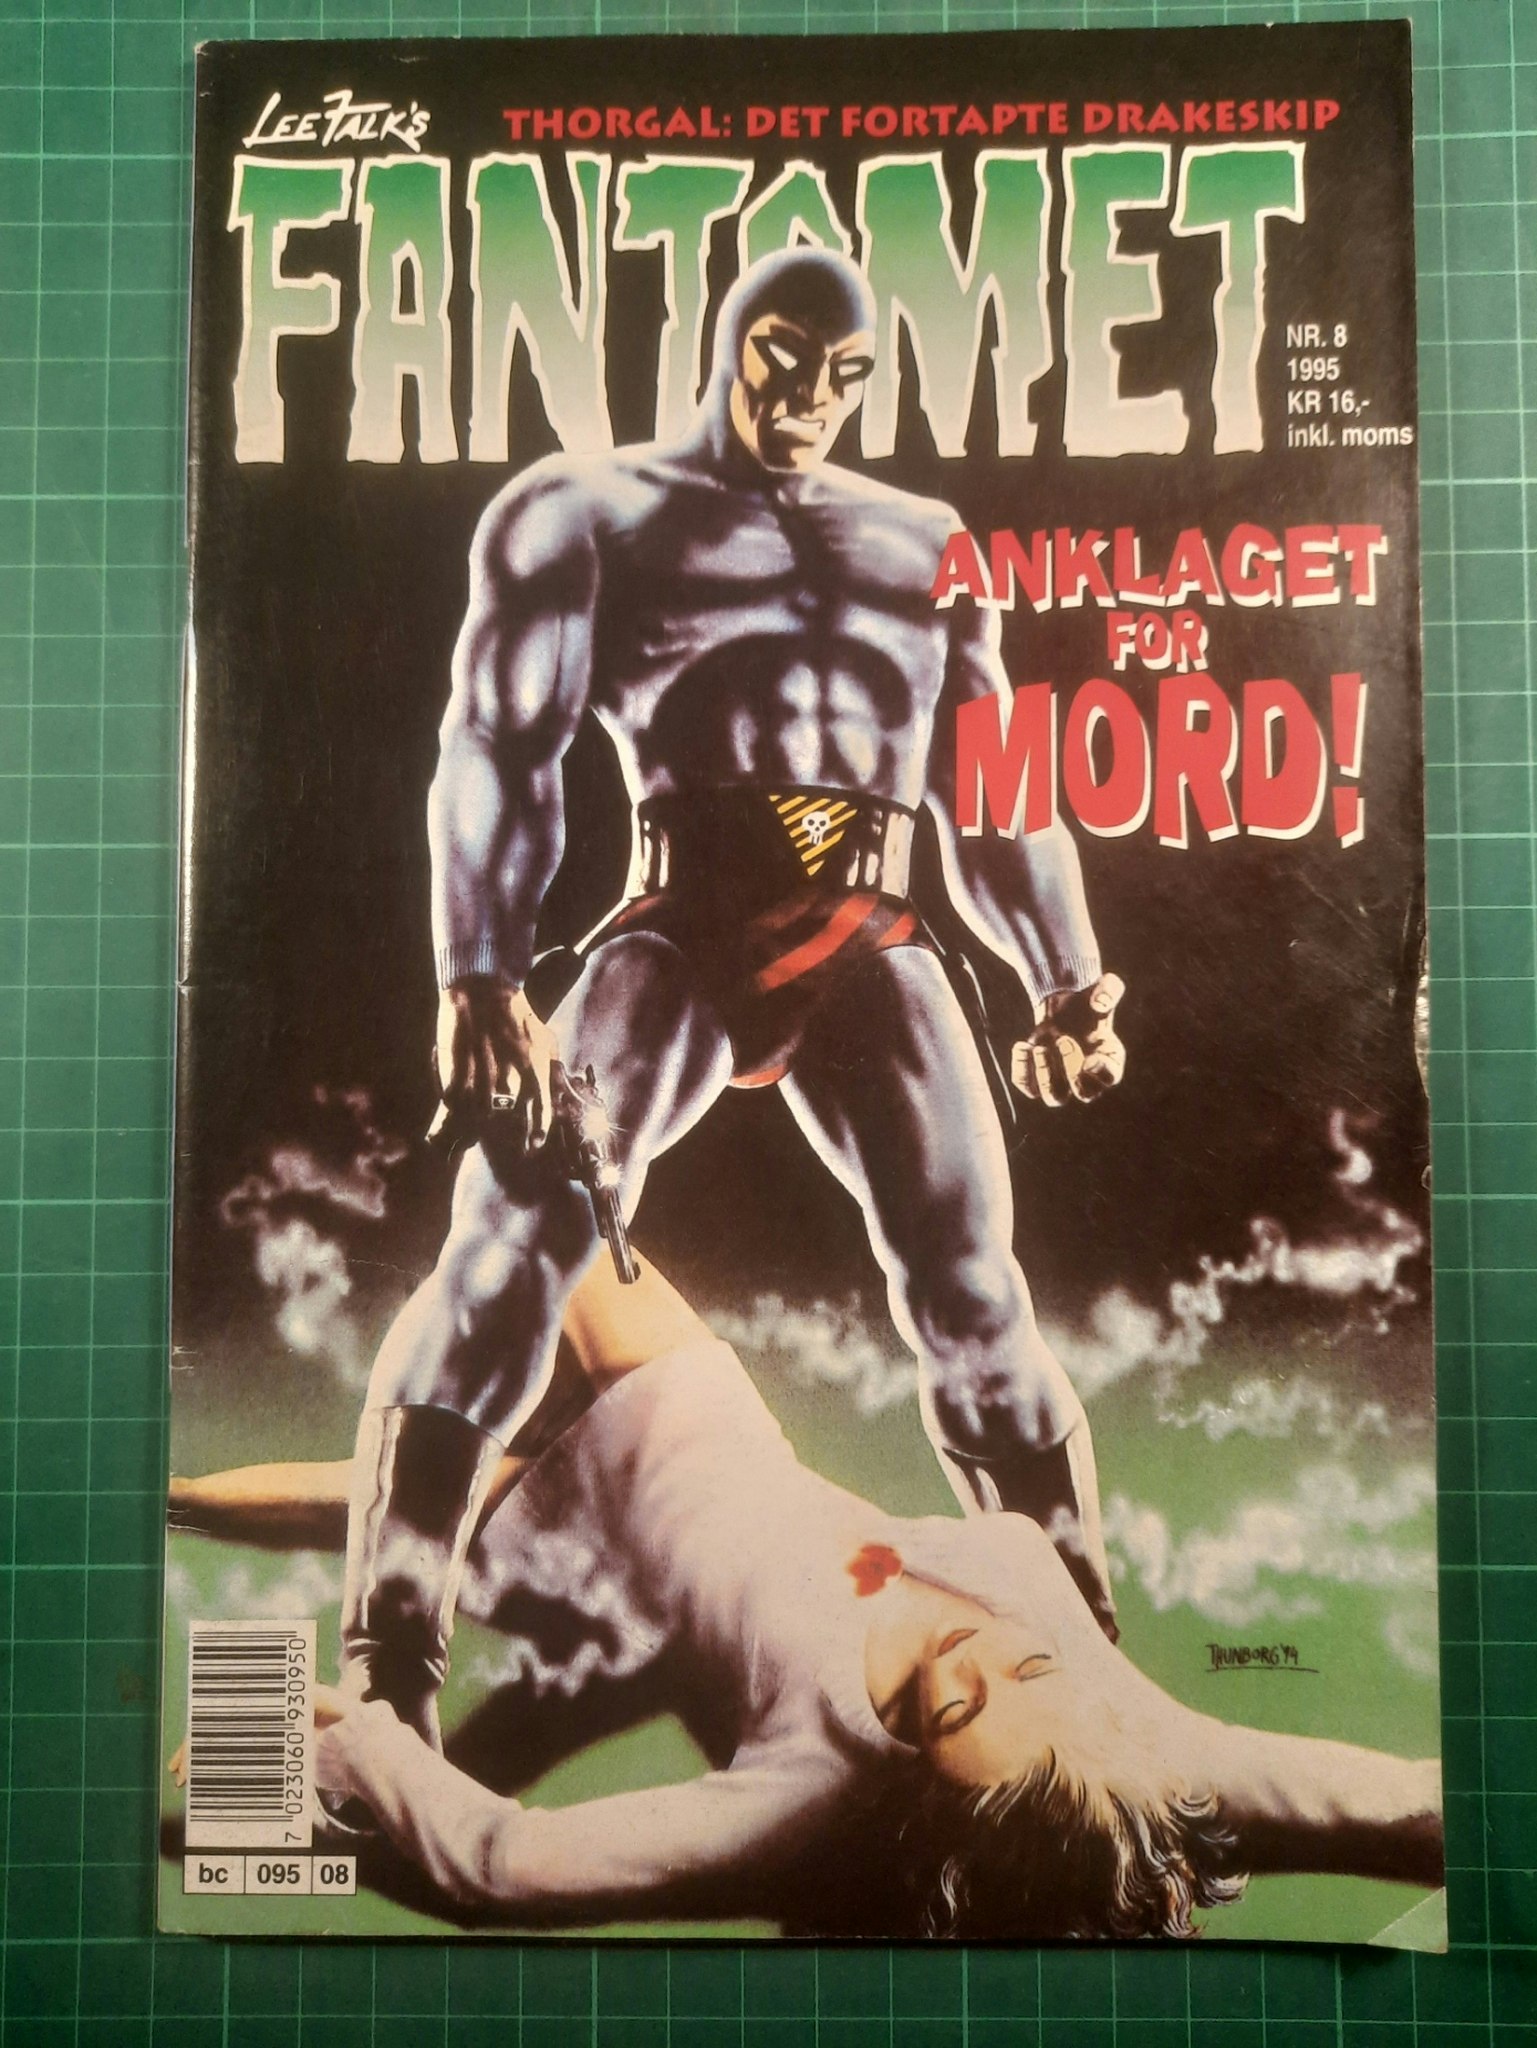 LEE FALK'S
THORGAL: DET FORTAPTE DRAKESKIP
FANTOMET
NR. 8
1995
KR 16,-
inkl. moms
ANKLAGET
FOR
MORD!
THUNBORG '94
7 023060 930950
bc 095 08